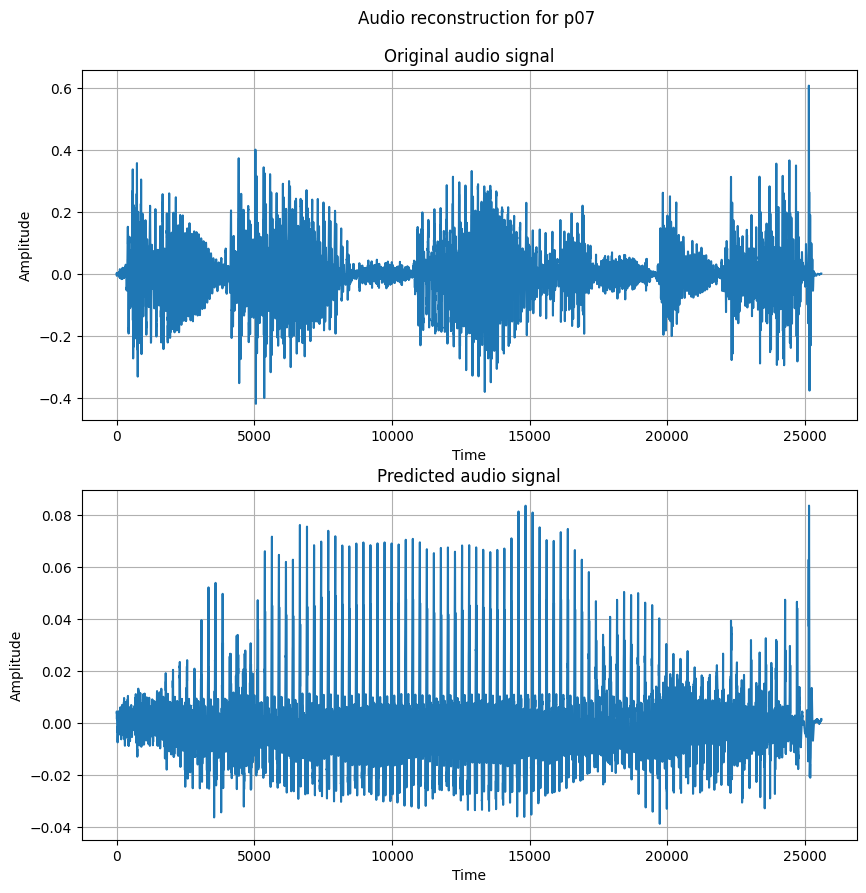 Audio reconstruction for p07
Original audio signal
0.6
0.4
0.2
0.0
−0.2
−0.4
Amplitude
0 5000 10000 15000 20000 25000
Time
Predicted audio signal
0.08
0.06
0.04
0.02
0.00
−0.02
−0.04
Amplitude
0 5000 10000 15000 20000 25000
Time